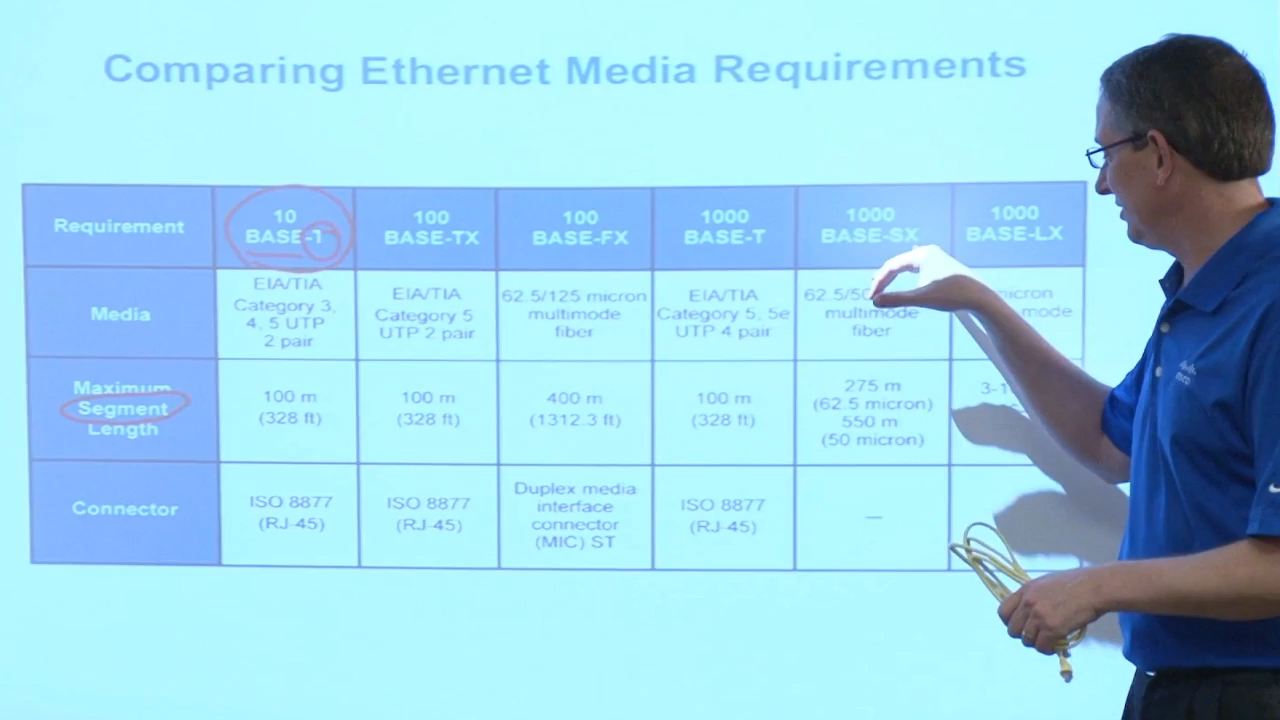 Comparing Ethernet Media Requirements
Requirement
10
BASE-T
100
BASE-TX
100
BASE-FX
1000
BASE-T
1000
BASE-SX
1000
BASE-LX
Media
EIA/TIA
Category 3,
4, 5 UTP
2 pair
EIA/TIA
Category 5
UTP 2 pair
62.5/125 micron
multimode
fiber
EIA/TIA
Category 5, 5e
UTP 4 pair
62.5/50
multimode
fiber
micron
mode
Maximum
Segment
Length
100 m
(328 ft)
100 m
(328 ft)
400 m
(1312.3 ft)
100 m
(328 ft)
275 m
(62.5 micron)
550 m
(50 micron)
Connector
ISO 8877
(RJ-45)
ISO 8877
(RJ-45)
Duplex media
interface
connector
(MIC) ST
ISO 8877
(RJ-45)
—